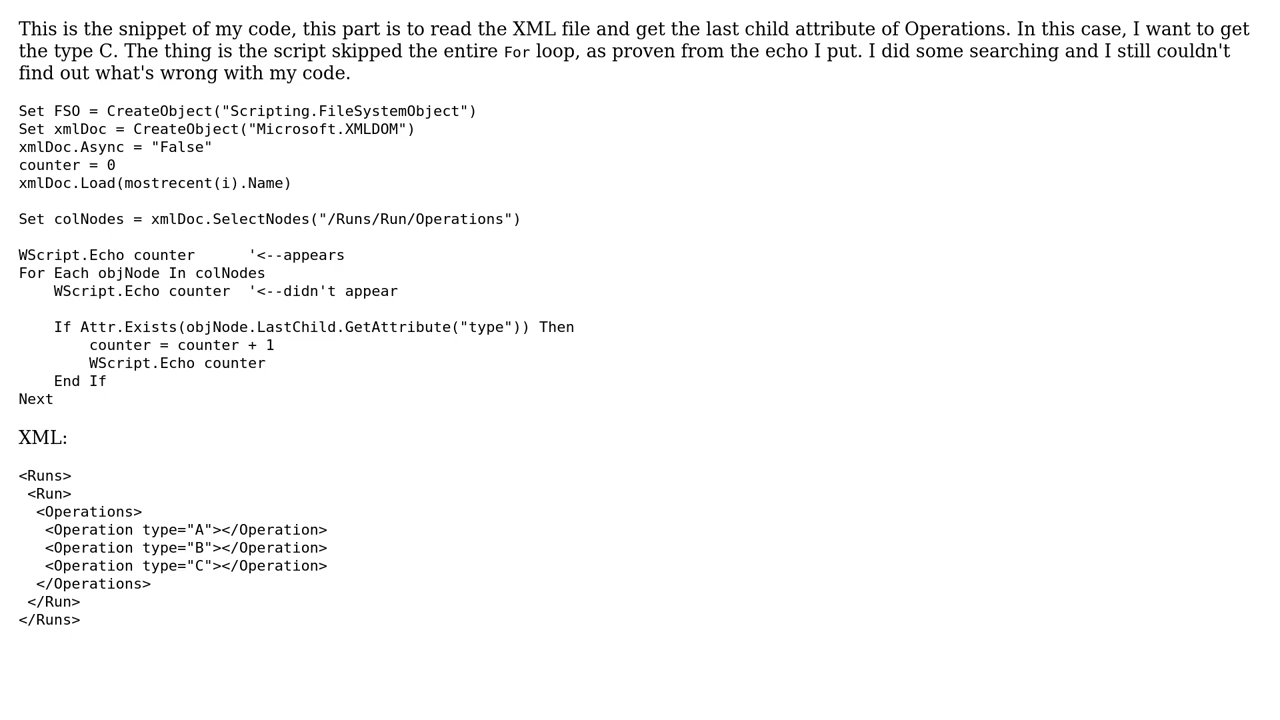 This is the snippet of my code, this part is to read the XML file and get the last child attribute of Operations. In this case, I want to get
the type C. The thing is the script skipped the entire For loop, as proven from the echo I put. I did some searching and I still couldn't
find out what's wrong with my code.
Set FSO = CreateObject("Scripting.FileSystemObject")
Set xmlDoc = CreateObject("Microsoft.XMLDOM")
xmlDoc.Async = "False"
counter = 0
xmlDoc.Load(mostrecent(i).Name)
Set colNodes = xmlDoc.SelectNodes("/Runs/Run/Operations")
WScript.Echo counter      '<--appears
For Each objNode In colNodes
    WScript.Echo counter  '<--didn't appear
    If Attr.Exists(objNode.LastChild.GetAttribute("type")) Then
        counter = counter + 1
        WScript.Echo counter
    End If
Next
XML:
<Runs>
 <Run>
  <Operations>
   <Operation type="A"></Operation>
   <Operation type="B"></Operation>
   <Operation type="C"></Operation>
  </Operations>
 </Run>
</Runs>